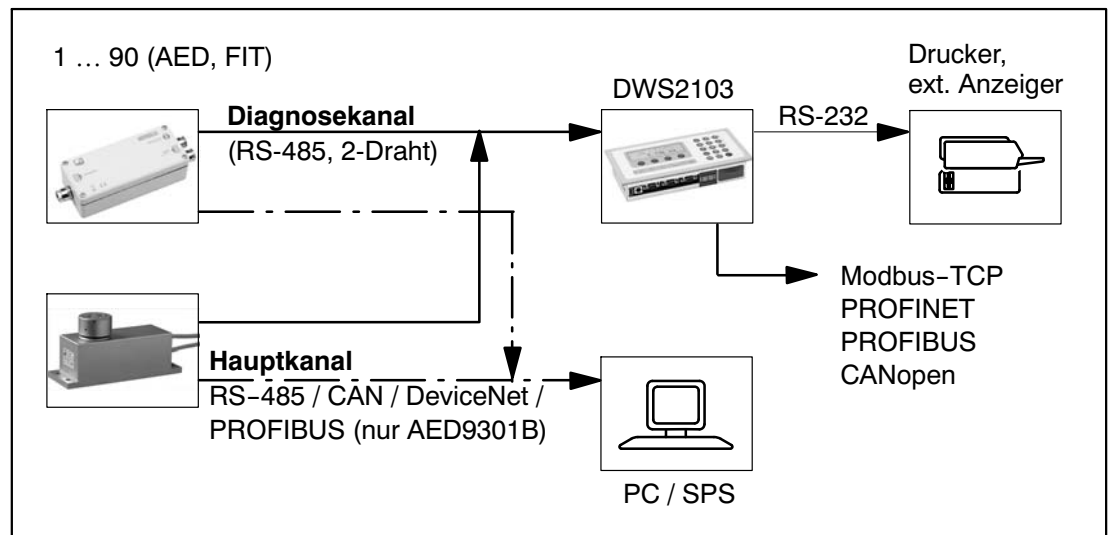 1 … 90 (AED, FIT)
Diagnosekanal
(RS-485, 2-Draht)
DWS2103
RS-232
Drucker,
ext. Anzeiger
Modbus-TCP
PROFINET
PROFIBUS
CANopen
Hauptkanal
RS-485 / CAN / DeviceNet /
PROFIBUS (nur AED9301B)
PC / SPS